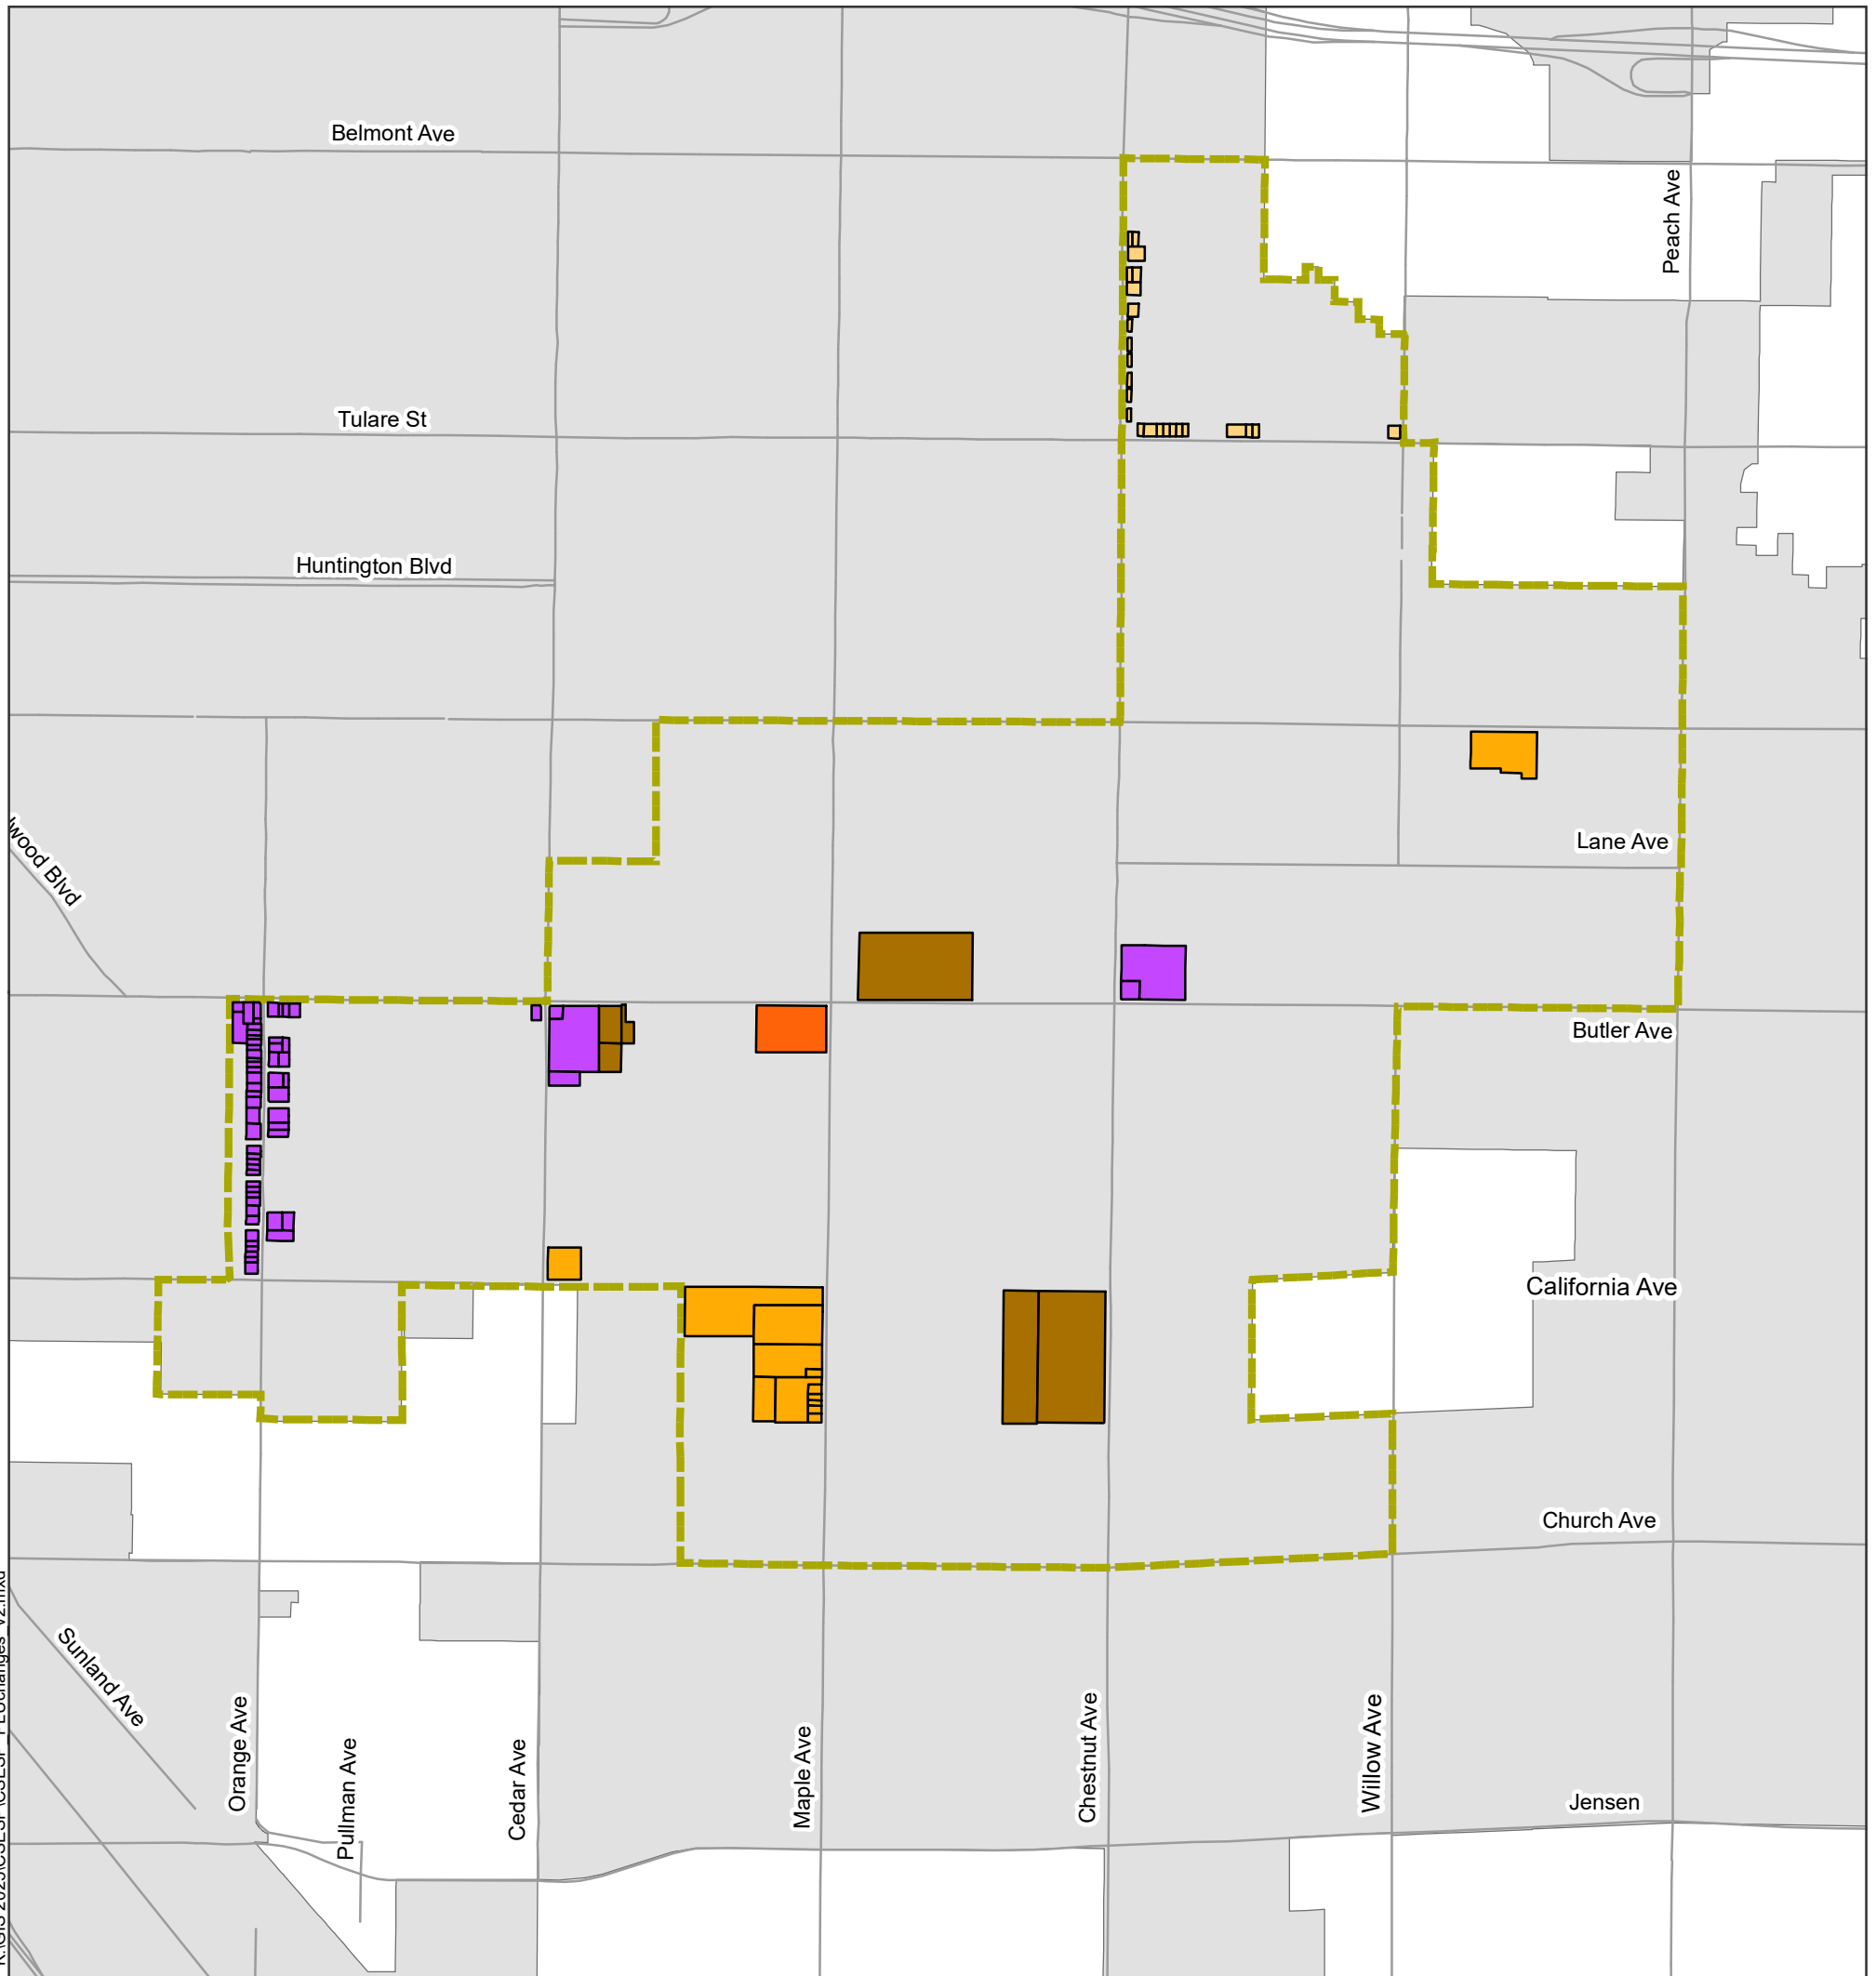 Belmont Ave
Peach Ave
Tulare St
Huntington Blvd
Lane Ave
wood Blvd
Butler Ave
California Ave
Church Ave
Sunland Ave
Orange Ave
Pullman Ave
Cedar Ave
Maple Ave
Chestnut Ave
Willow Ave
Jensen